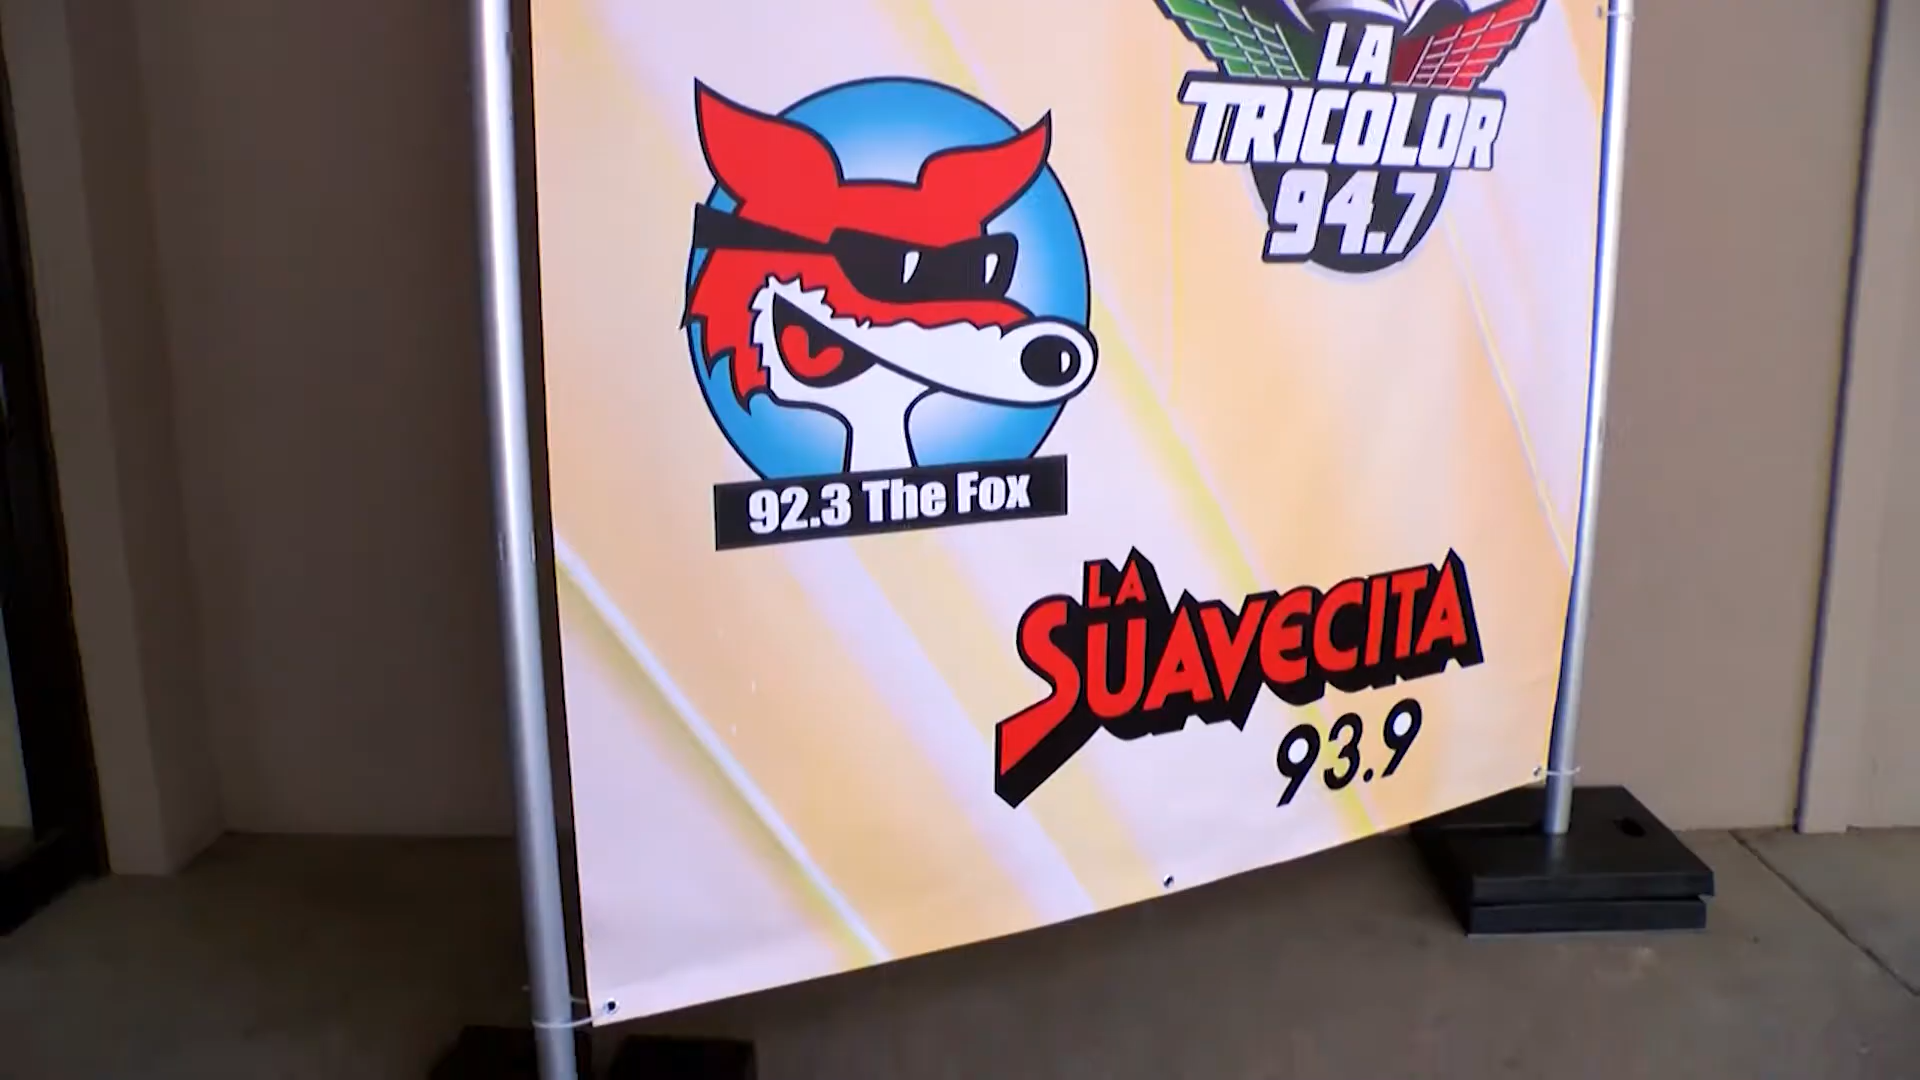 LA
TRICOLOR
94.7
92.3 The Fox
LA
SUAVECITA
93.9